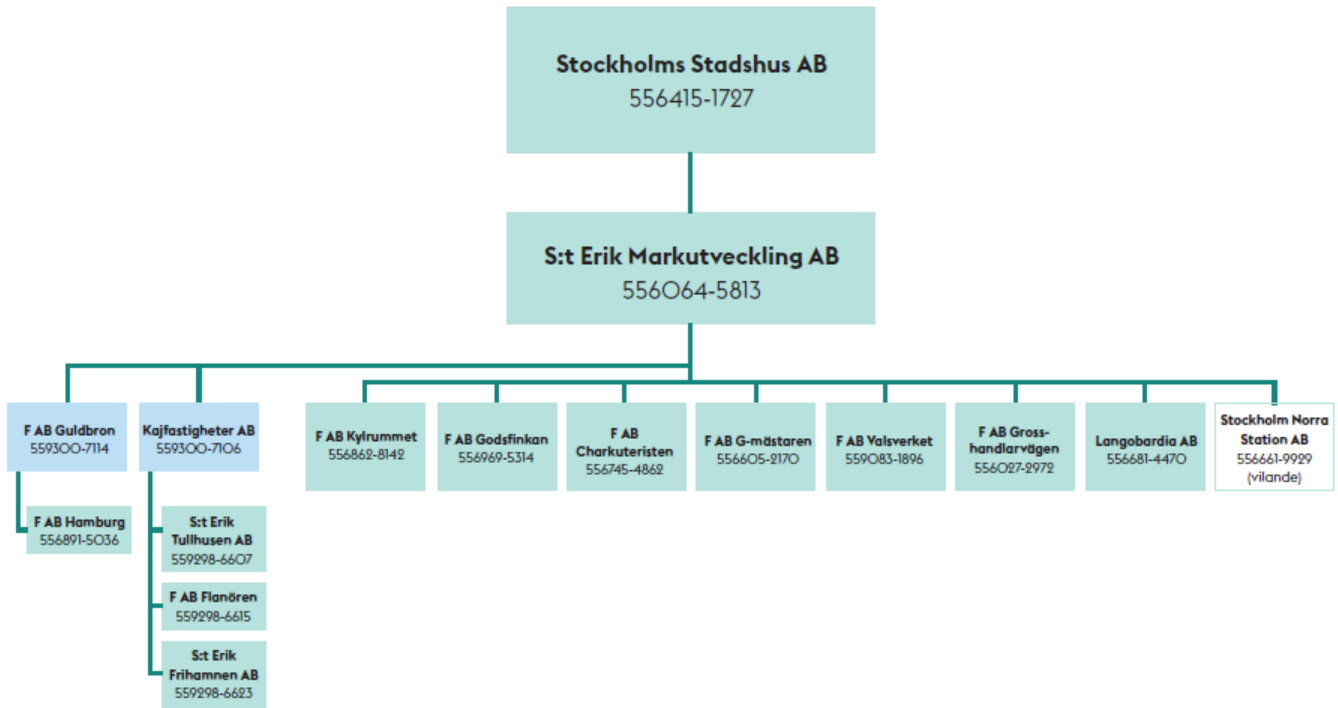 Stockholms Stadshus AB
556415-1727
S:t Erik Markutveckling AB
556064-5813
F AB Guldbron
559300-7114
Kajfastigheter AB
559300-7106
F AB Kylrummet
556862-8142
F AB Godsfinkan
556969-5314
F AB
Charkuteristen
556745-4862
F AB G-mästaren
556605-2170
F AB Valsverket
559083-1896
F AB Gross-
handlarvägen
556027-2972
Langobardia AB
556681-4470
Stockholm Norra
Station AB
556661-9929
(vilande)
F AB Hamburg
556891-5036
S:t Erik
Tullhusen AB
559298-6607
F AB Flanören
559298-6615
S:t Erik
Frihamnen AB
559298-6623